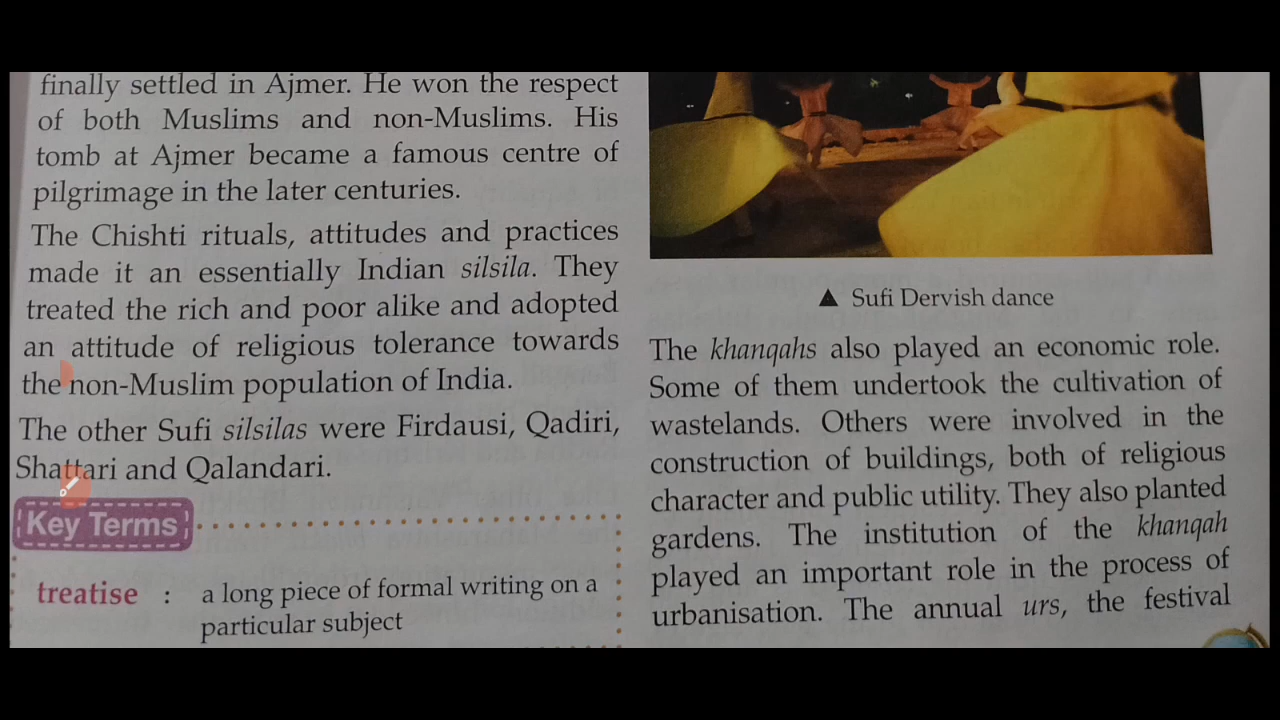 finally settled in Ajmer. He won the respect
of both Muslims and non-Muslims. His
tomb at Ajmer became a famous centre of
pilgrimage in the later centuries.
The Chishti rituals, attitudes and practices
made it an essentially Indian silsila. They
treated the rich and poor alike and adopted
an attitude of religious tolerance towards
the non-Muslim population of India.
The other Sufi silsilas were Firdausi, Qadiri,
Shattari and Qalandari.
Key Terms
treatise : a long piece of formal writing on a
particular subject
▲ Sufi Dervish dance
The khanqahs also played an economic role.
Some of them undertook the cultivation of
wastelands. Others were involved in the
construction of buildings, both of religious
character and public utility. They also planted
gardens. The institution of the khanqah
played an important role in the process of
urbanisation. The annual urs, the festival